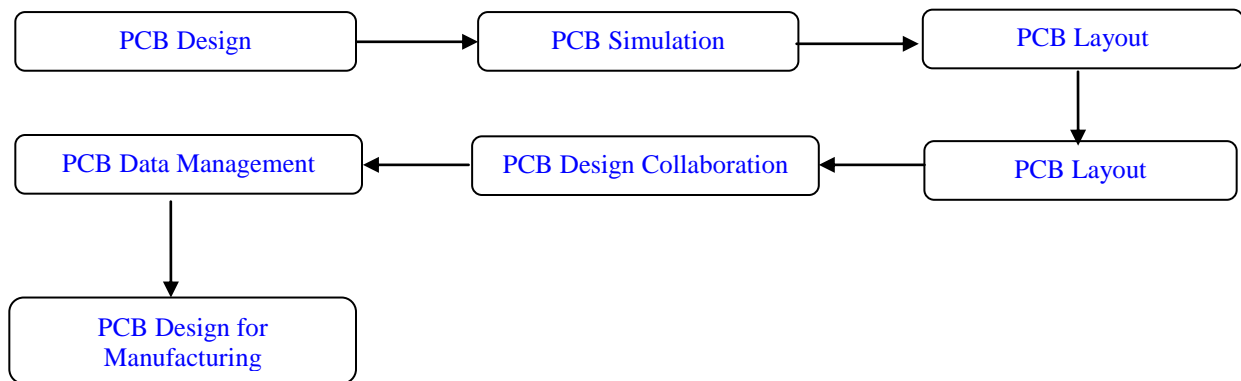 PCB Design
PCB Simulation
PCB Layout
PCB Data Management
PCB Design Collaboration
PCB Layout
PCB Design for
Manufacturing